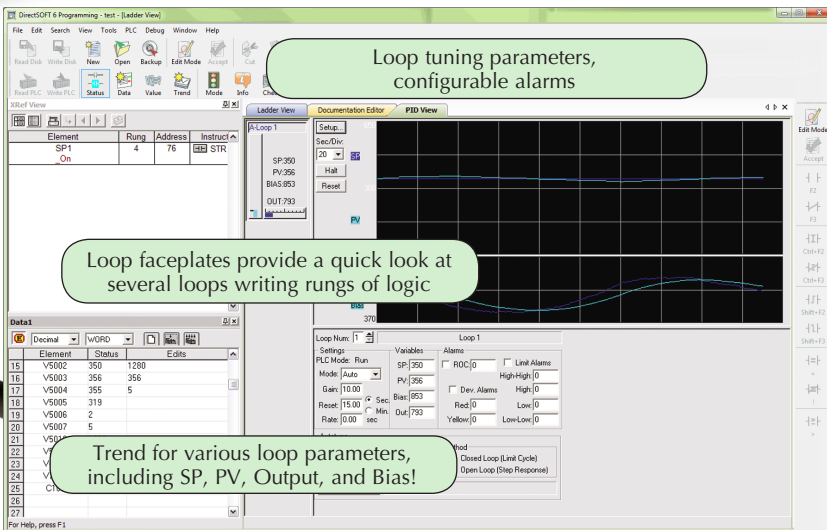 DirectSOFT 6 Programming - test - [Ladder View]
File Edit Search View Tools PLC Debug Window Help
Read Disk Write Disk New Open Backup Edit Mode Accept Cut
Read PLC Write PLC Status Data Value Trend Mode Info
Loop tuning parameters,
configurable alarms
XRef View
Element Rung Address Instruct
SP1 4 76 STR
_On
Ladder View Documentation Editor PID View
A-Loop 1
SP:350
PV:356
BIAS:853
OUT:793
Setup...
Sec/Div:
20
Halt
Reset
SP
PV
Bias
370
Edit Mode
Accept
F2
F3
Ctrl+F2
Ctrl+F3
Shift+F2
Shift+F3
Loop faceplates provide a quick look at
several loops writing rungs of logic
Data1
Decimal WORD
Element Status Edits
15 V5002 350 1280
16 V5003 356 356
17 V5004 355 5
18 V5005 319
19 V5006 2
20 V5007 5
21
22
23
24
25
26
27
Loop Num: 1 Loop 1
Settings
PLC Mode: Run
Mode: Auto
Gain: 10.00
Reset: 15.00 Sec. Min.
Rate: 0.00 sec
Variables
SP: 350
PV: 356
Bias: 853
Out: 793
Alarms
ROC: 0 Limit Alarms
High-High: 0
Dev. Alarms High: 0
Red: 0 Low: 0
Yellow: 0 Low-Low: 0
Closed Loop (Limit Cycle)
Open Loop (Step Response)
Trend for various loop parameters,
including SP, PV, Output, and Bias!
For Help, press F1